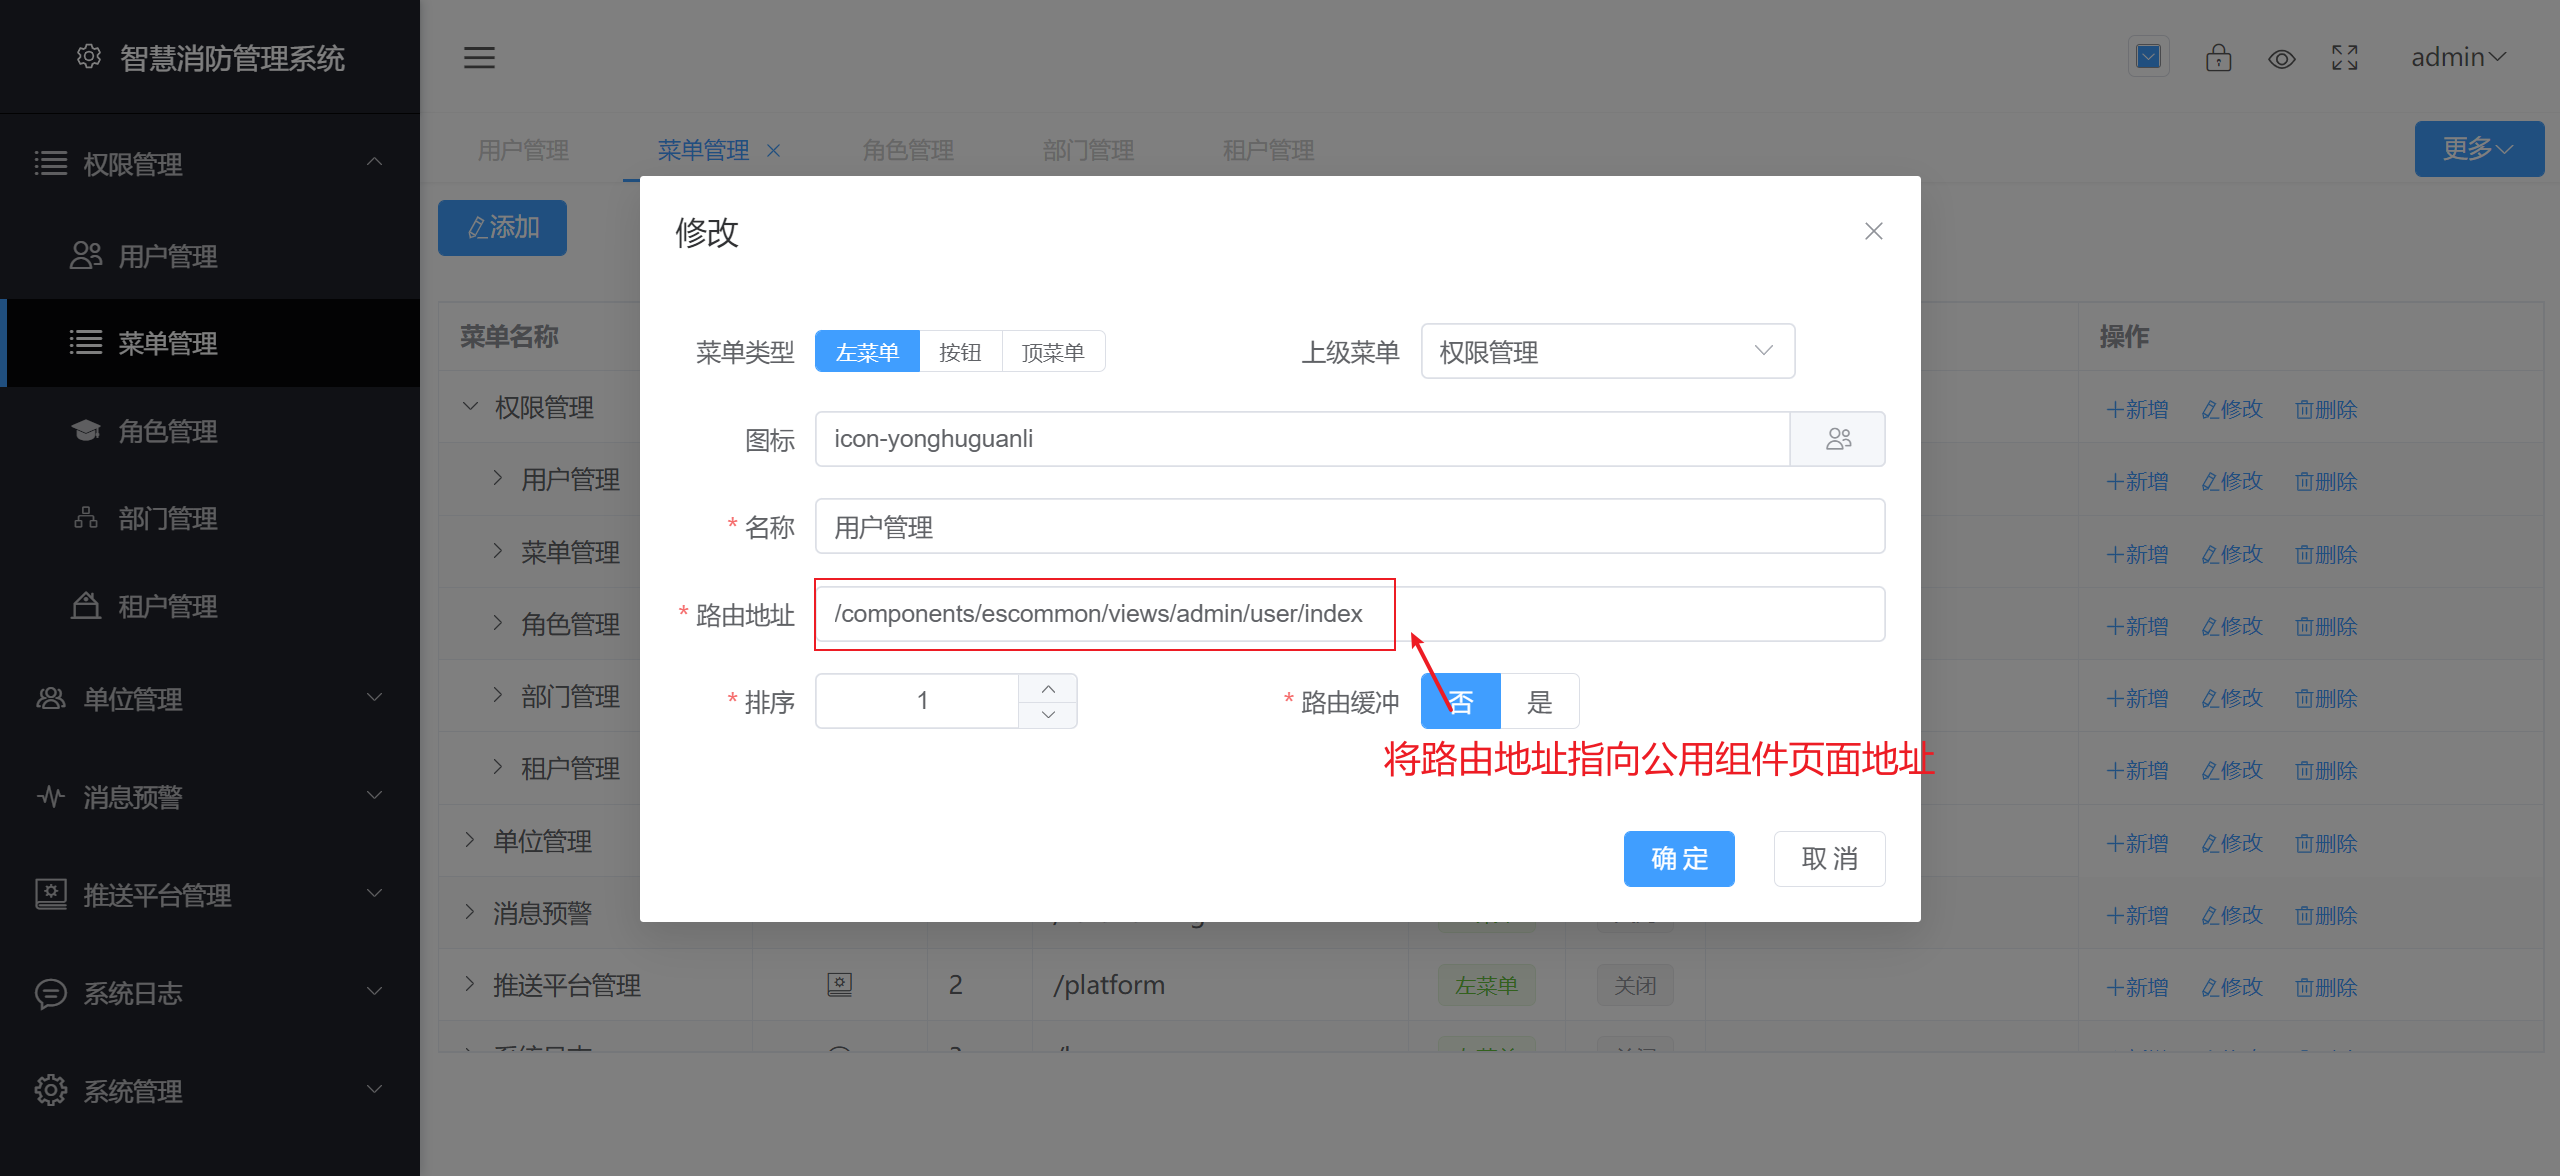 智慧消防管理系统
admin
权限管理
用户管理
菜单管理
角色管理
部门管理
租户管理
单位管理
消息预警
推送平台管理
系统日志
系统管理
用户管理 菜单管理 角色管理 部门管理 租户管理 更多
添加
菜单名称 操作
权限管理 新增 修改 删除
用户管理 新增 修改 删除
菜单管理 新增 修改 删除
角色管理 新增 修改 删除
部门管理 新增 修改 删除
租户管理 新增 修改 删除
单位管理 新增 修改 删除
消息预警 新增 修改 删除
推送平台管理 2 /platform 左菜单 关闭 新增 修改 删除
修改
菜单类型 左菜单 按钮 顶菜单 上级菜单 权限管理
图标 icon-yonghuguanli
* 名称 用户管理
* 路由地址 /components/escommon/views/admin/user/index
* 排序 1 * 路由缓冲 否 是
将路由地址指向公用组件页面地址
确 定 取 消